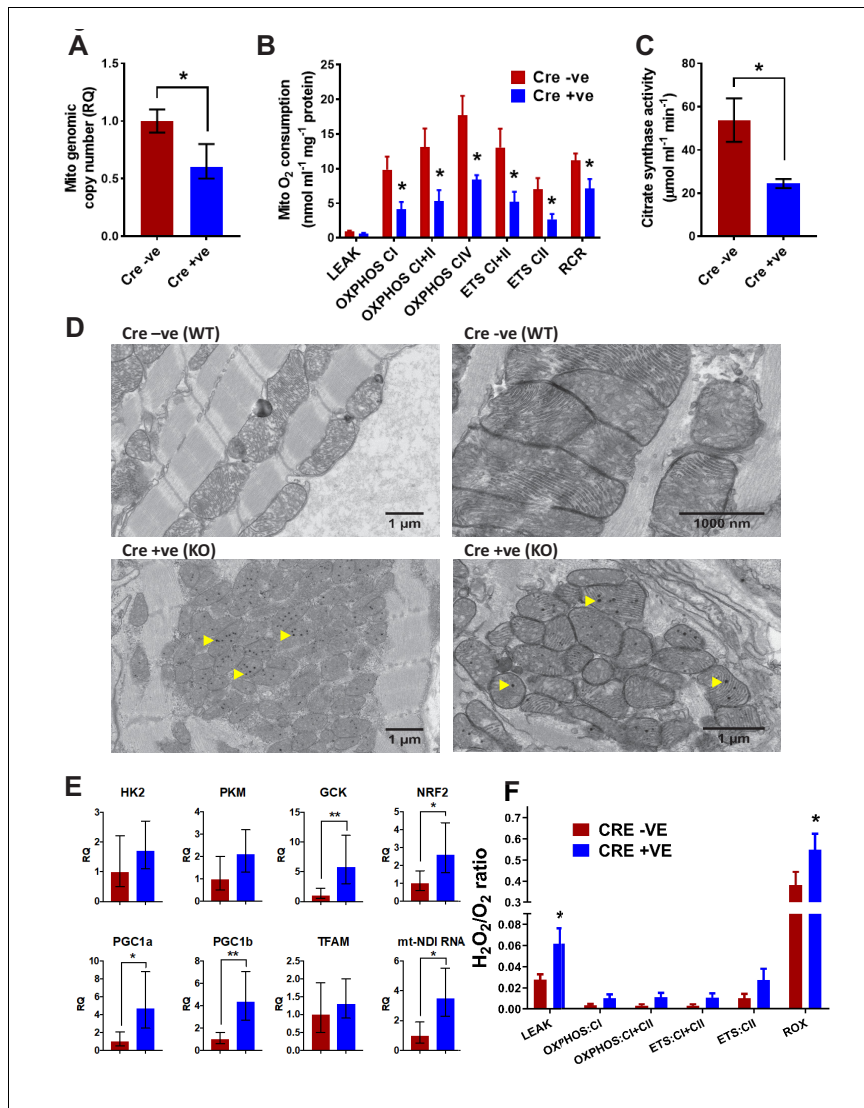 A
Mito genomic
copy number (RQ)
1.5
1.0
0.5
0.0
*
Cre -ve
Cre +ve
B
Mito O2 consumption
(nmol ml-1 mg-1 protein)
25
20
15
10
5
0
Cre -ve
Cre +ve
* * * * * *
LEAK
OXPHOS CI
OXPHOS CI+II
OXPHOS CIV
ETS CI+II
ETS CII
RCR
C
Citrate synthase activity
(µmol ml-1 min-1)
80
60
40
20
0
*
Cre -ve
Cre +ve
D
Cre –ve (WT)
1 µm
Cre -ve (WT)
1000 nm
Cre +ve (KO)
1 µm
Cre +ve (KO)
1 µm
E
HK2
RQ
3
2
1
0
PKM
RQ
4
3
2
1
0
GCK
RQ
15
10
5
0
**
NRF2
RQ
5
4
3
2
1
0
*
PGC1a
RQ
10
8
6
4
2
0
*
PGC1b
RQ
8
6
4
2
0
**
TFAM
RQ
2.5
2.0
1.5
1.0
0.5
0.0
mt-NDI RNA
RQ
6
4
2
0
*
F
H2O2/O2 ratio
0.7
0.6
0.5
0.4
0.3
0.06
0.04
0.02
0.00
CRE -VE
CRE +VE
*
*
LEAK
OXPHOS:CI
OXPHOS:CI+CII
ETS:CI+CII
ETS:CII
ROX